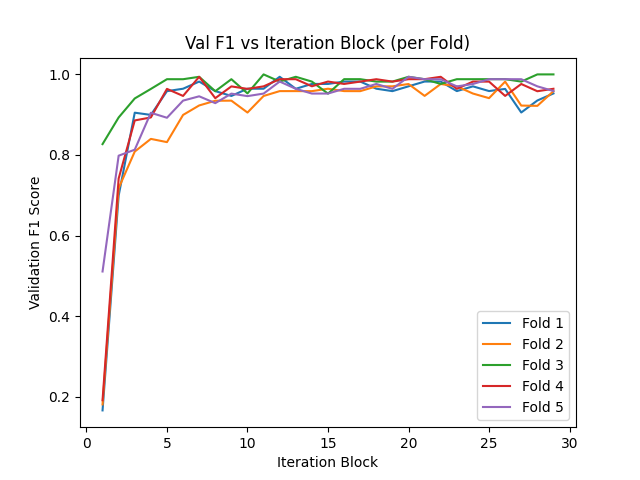 Val F1 vs Iteration Block (per Fold)
Validation F1 Score
1.0
0.8
0.6
0.4
0.2
0
5
10
15
20
25
30
Iteration Block
Fold 1
Fold 2
Fold 3
Fold 4
Fold 5